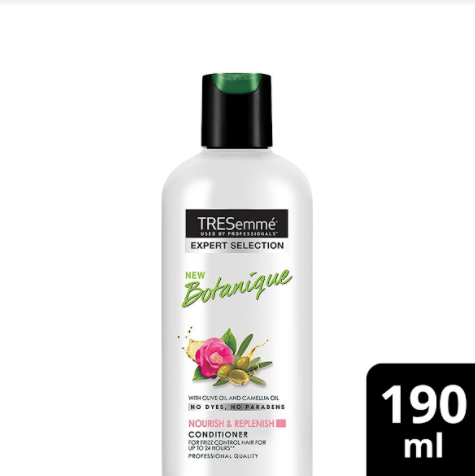 TRESemmé
USED BY PROFESSIONALS
EXPERT SELECTION
NEW
Botanique
WITH OLIVE OIL AND CAMELLIA OIL
NO DYES, NO PARABENS
NOURISH & REPLENISH
CONDITIONER
FOR FRIZZ CONTROL HAIR FOR
UP TO 24 HOURS**
PROFESSIONAL QUALITY
190
ml